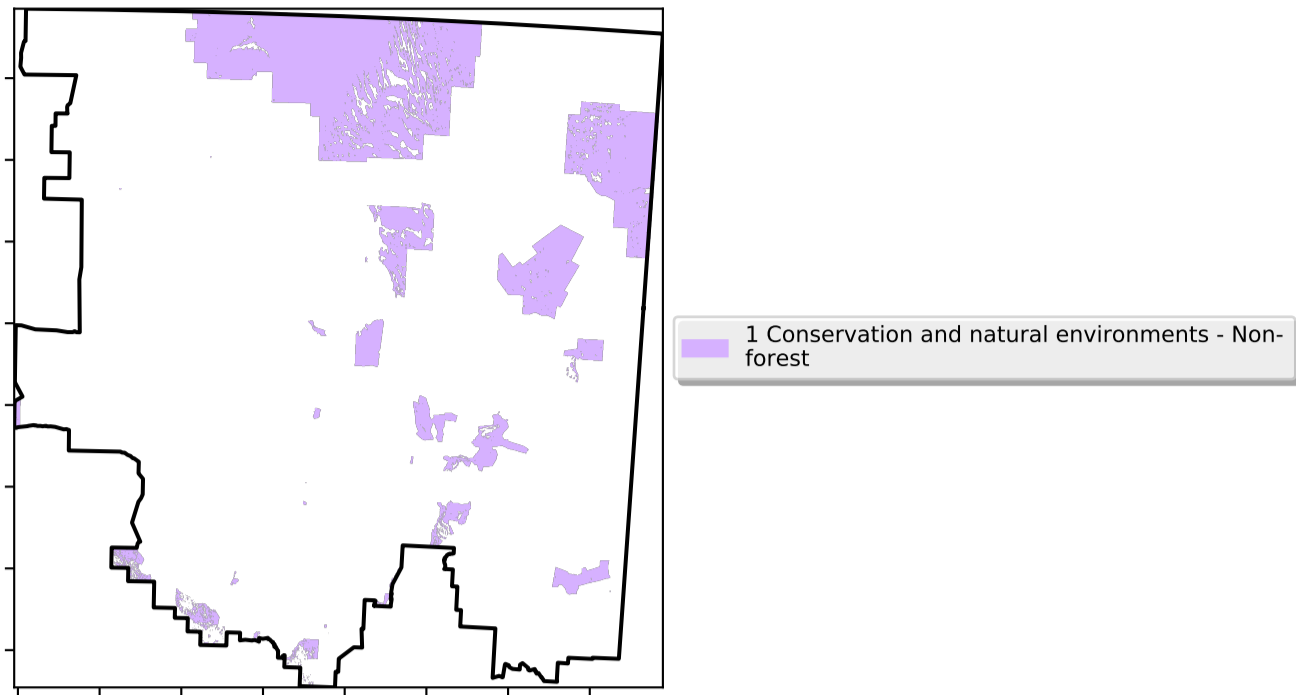 1 Conservation and natural environments - Non-
forest